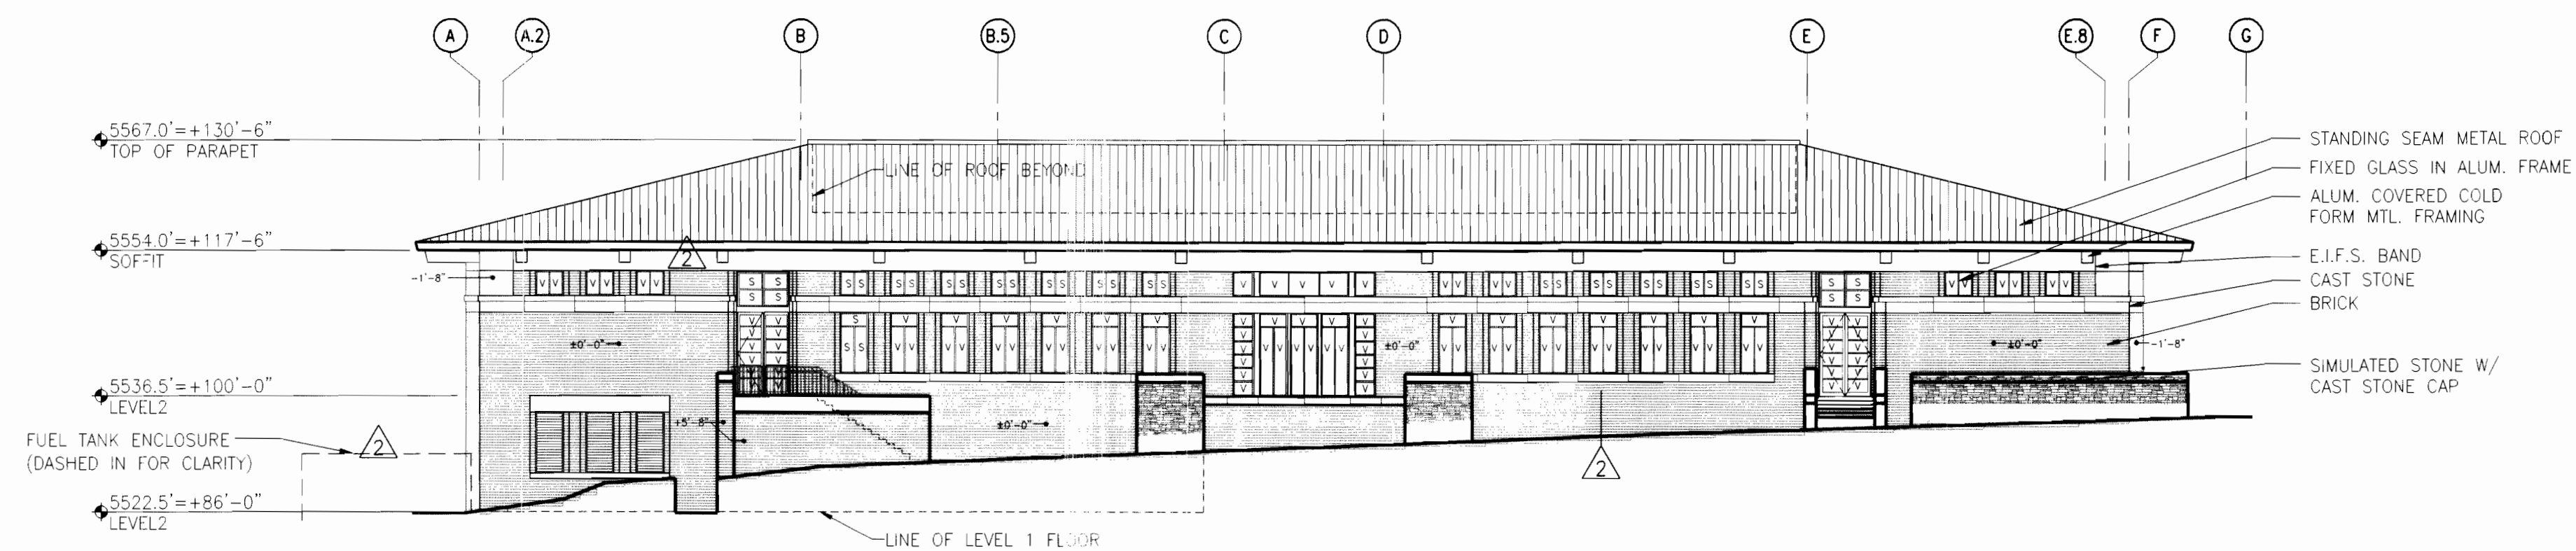 A A.2 B B.5 C D E E.8 F G
5567.0'=+130'-6"
TOP OF PARAPET
LINE OF ROOF BEYOND
STANDING SEAM METAL ROOF
FIXED GLASS IN ALUM. FRAME
ALUM. COVERED COLD
FORM MTL. FRAMING
5554.0'=+117'-6"
SOFFIT
2
E.I.F.S. BAND
CAST STONE
BRICK
-1'-8"
V V V V V V S S S S S S S S S S S S S S S S V V V V V V V V V S S S S S S S S S S S S V V V V V V
S S S S
±0'-0"
±0'-0"
±0'-0"
-1'-8"
SIMULATED STONE W/
CAST STONE CAP
5536.5'=+100'-0"
LEVEL2
+5'-8"
±0'-0"
FUEL TANK ENCLOSURE
(DASHED IN FOR CLARITY)
2
2
5522.5'=+86'-0"
LEVEL2
LINE OF LEVEL 1 FLOOR